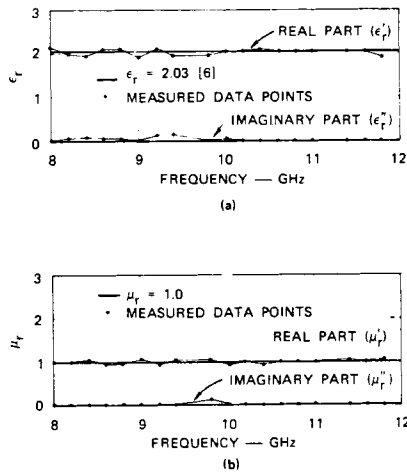 3
REAL PART (ϵ′r)
2
ϵr
ϵr = 2.03 [6]
MEASURED DATA POINTS
1
IMAGINARY PART (ϵ″r)
0
8 9 10 11 12
FREQUENCY — GHz
(a)
3
μr = 1.0
MEASURED DATA POINTS
2
REAL PART (μ′r)
μr
1
IMAGINARY PART (μ″r)
0
8 9 10 11 12
FREQUENCY — GHz
(b)